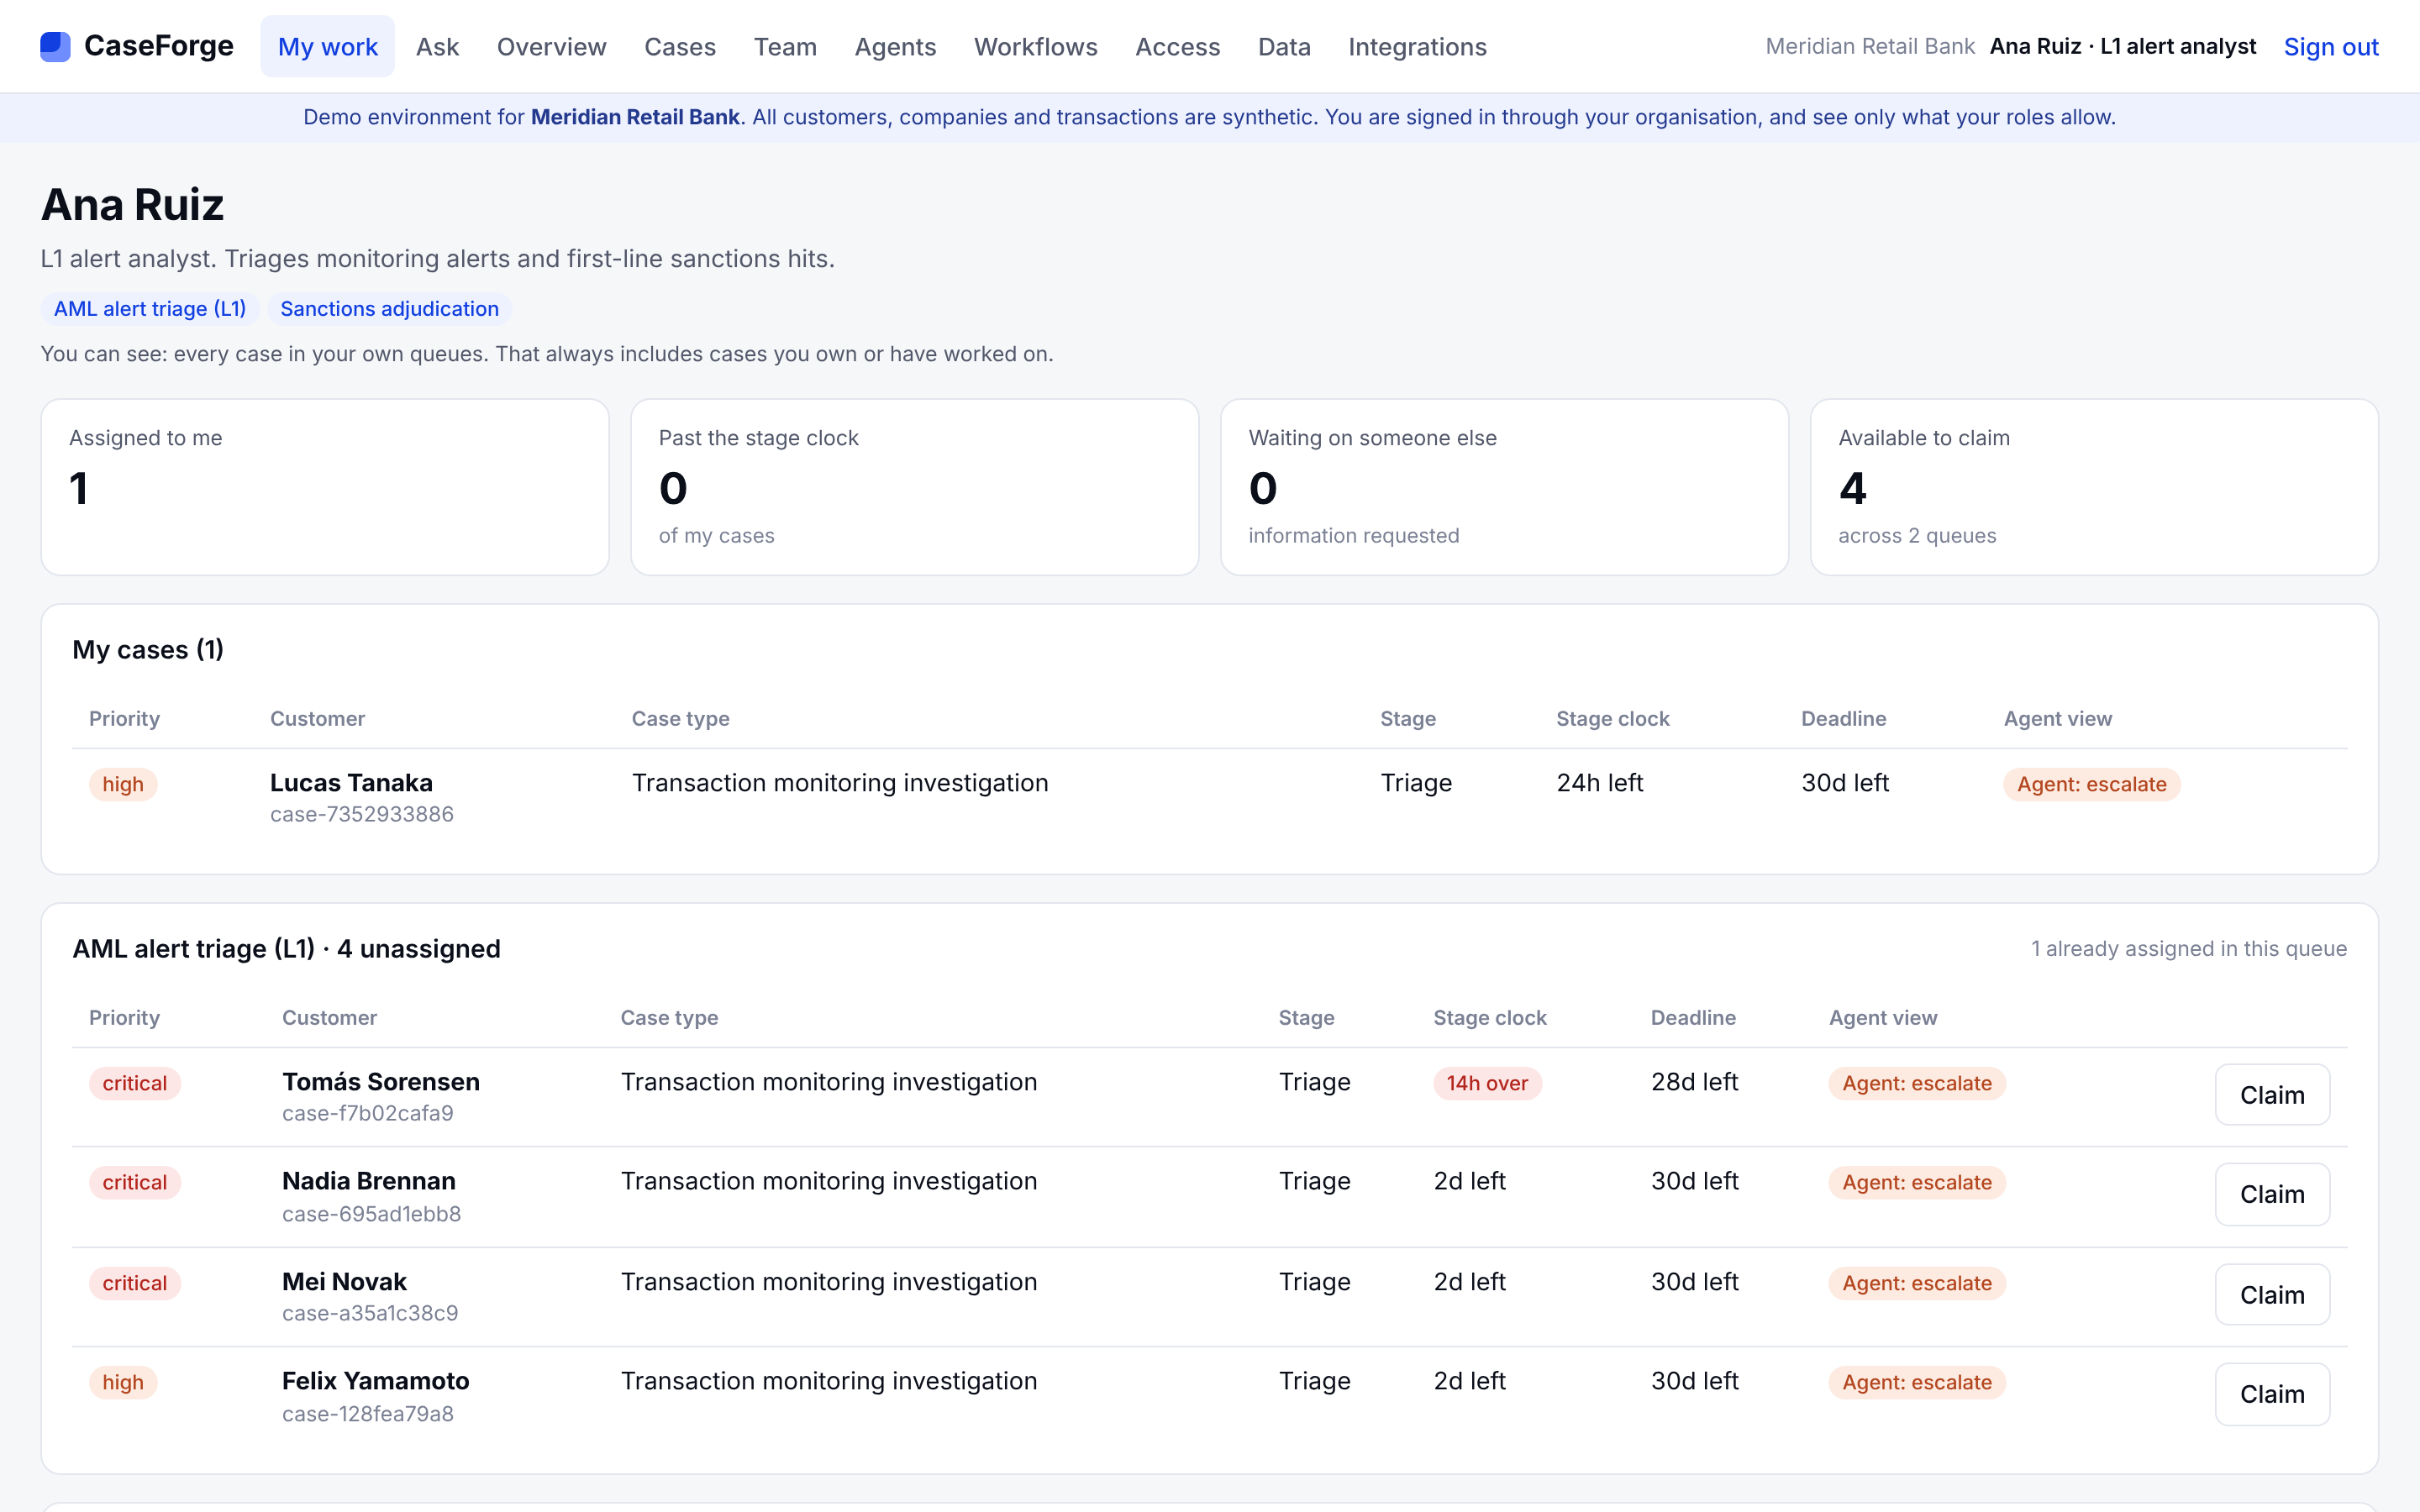 CaseForge My work Ask Overview Cases Team Agents Workflows Access Data Integrations Meridian Retail Bank Ana Ruiz · L1 alert analyst Sign out
Demo environment for Meridian Retail Bank. All customers, companies and transactions are synthetic. You are signed in through your organisation, and see only what your roles allow.
Ana Ruiz
L1 alert analyst. Triages monitoring alerts and first-line sanctions hits.
AML alert triage (L1) Sanctions adjudication
You can see: every case in your own queues. That always includes cases you own or have worked on.
Assigned to me Past the stage clock Waiting on someone else Available to claim
1 0 0 4
of my cases information requested across 2 queues
My cases (1)
Priority Customer Case type Stage Stage clock Deadline Agent view
high Lucas Tanaka Transaction monitoring investigation Triage 24h left 30d left Agent: escalate
case-7352933886
AML alert triage (L1) · 4 unassigned 1 already assigned in this queue
Priority Customer Case type Stage Stage clock Deadline Agent view
critical Tomás Sorensen Transaction monitoring investigation Triage 14h over 28d left Agent: escalate Claim
case-f7b02cafa9
critical Nadia Brennan Transaction monitoring investigation Triage 2d left 30d left Agent: escalate Claim
case-695ad1ebb8
critical Mei Novak Transaction monitoring investigation Triage 2d left 30d left Agent: escalate Claim
case-a35a1c38c9
high Felix Yamamoto Transaction monitoring investigation Triage 2d left 30d left Agent: escalate Claim
case-128fea79a8